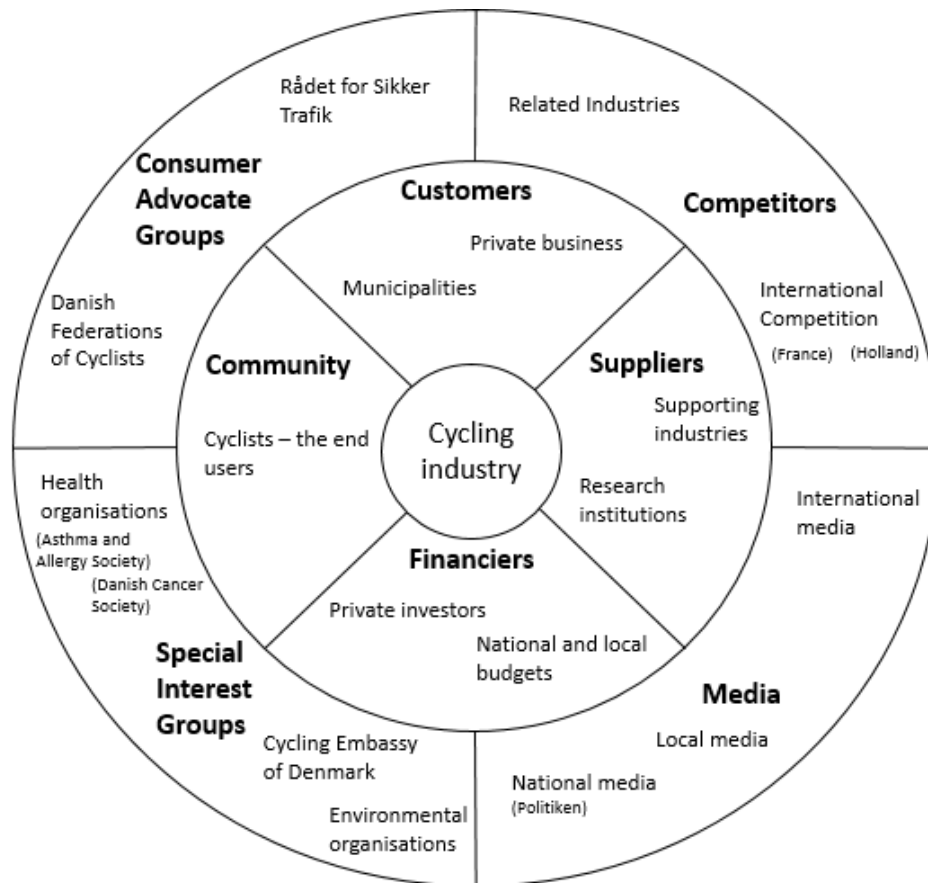 Rådet for Sikker
Trafik
Consumer
Advocate
Groups
Danish
Federations
of Cyclists
Related Industries
Competitors
International
Competition
(France) (Holland)
Customers
Private business
Municipalities
Community
Cyclists – the end
users
Suppliers
Supporting
industries
Research
institutions
Cycling
industry
Financiers
Private investors
National and local
budgets
Health
organisations
(Asthma and
Allergy Society)
(Danish Cancer
Society)
Special
Interest
Groups
Cycling Embassy
of Denmark
Environmental
organisations
International
media
Media
Local media
National media
(Politiken)